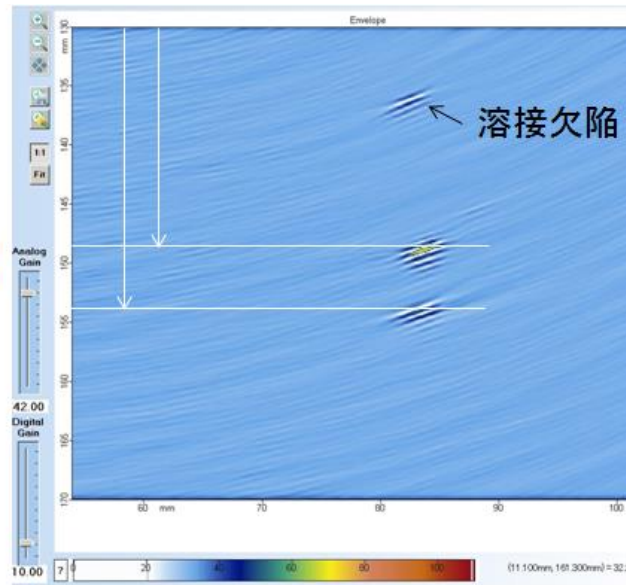 Envelope
130
mm
135
溶接欠陥
140
145
1:1
Fit
150
Analog
Gain
155
160
42.00
Digital
Gain
165
170
60 mm 70 80 90 100
10.00
? 0 20 40 60 80 100 (11.100mm, 161.300mm) = 32.